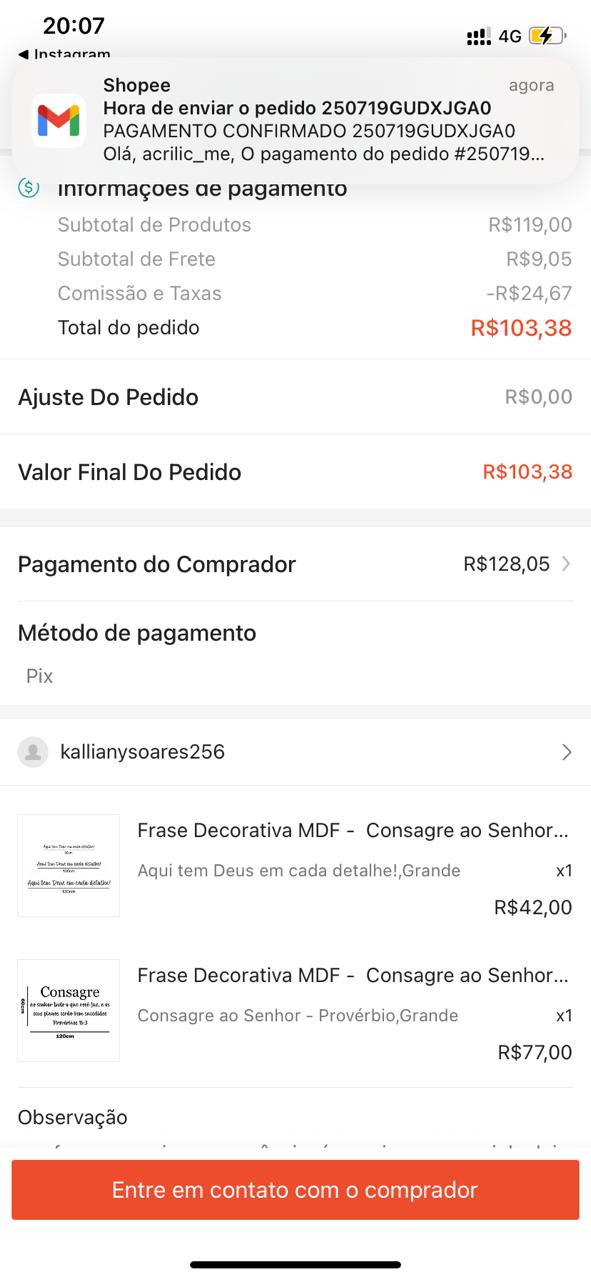 20:07
4G
◀ Instagram
Shopee
agora
Hora de enviar o pedido 250719GUDXJGA0
PAGAMENTO CONFIRMADO 250719GUDXJGA0
Olá, acrilic_me, O pagamento do pedido #250719...
Informações de pagamento
Subtotal de Produtos R$119,00
Subtotal de Frete R$9,05
Comissão e Taxas -R$24,67
Total do pedido R$103,38
Ajuste Do Pedido R$0,00
Valor Final Do Pedido R$103,38
Pagamento do Comprador R$128,05
Método de pagamento
Pix
kallianysoares256
Frase Decorativa MDF - Consagre ao Senhor...
Aqui tem Deus em cada detalhe!,Grande x1
R$42,00
Aqui tem Deus em cada detalhe!
Aqui tem Deus em cada detalhe!
Aqui tem Deus em cada detalhe!
Frase Decorativa MDF - Consagre ao Senhor...
Consagre ao Senhor - Provérbio,Grande x1
R$77,00
Consagre
ao senhor tudo o que você faz, e os
seus planos serão bem sucedidos
Provérbios 16:3
120cm
Observação
Entre em contato com o comprador